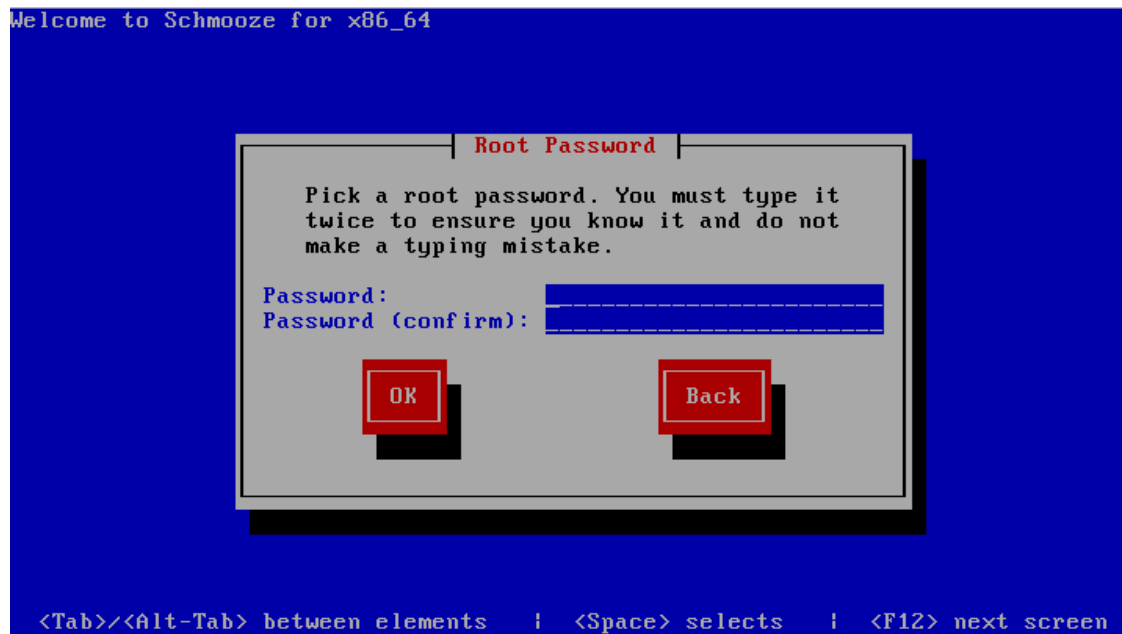 Welcome to Schmooze for x86_64
Root Password
Pick a root password. You must type it
twice to ensure you know it and do not
make a typing mistake.
Password:
Password (confirm):
OK Back
<Tab>/<Alt-Tab> between elements | <Space> selects | <F12> next screen